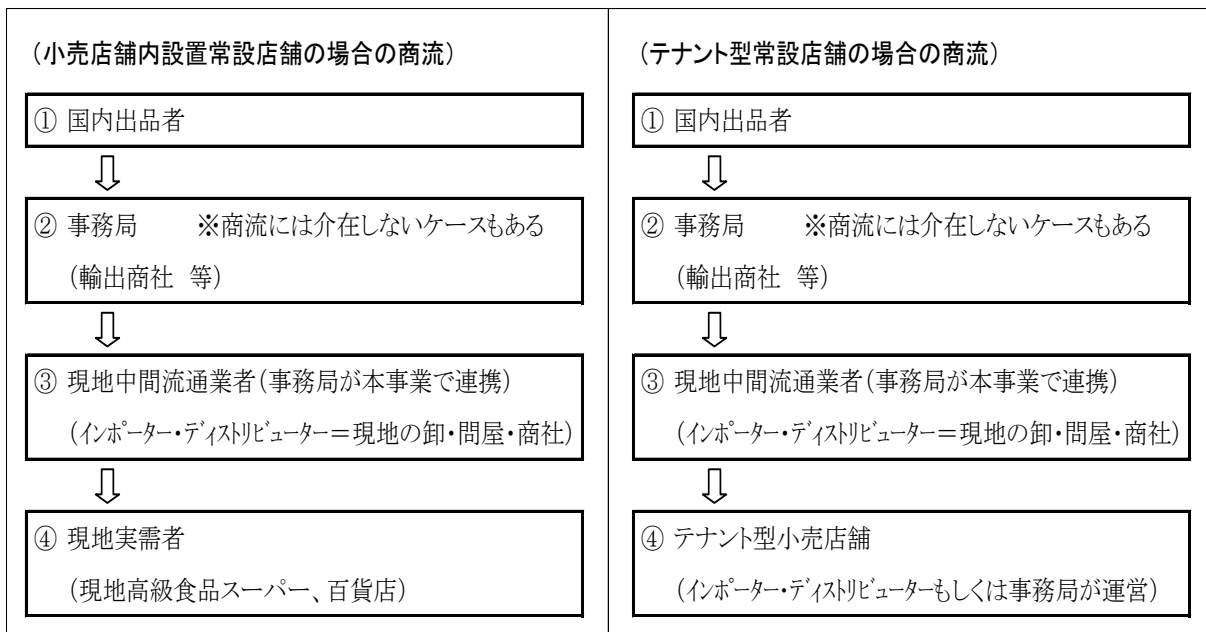 （小売店舗内設置常設店舗の場合の商流）
① 国内出品者
⇩
② 事務局　　※商流には介在しないケースもある
（輸出商社　等）
⇩
③ 現地中間流通業者（事務局が本事業で連携）
（インポーター・ディストリビューター＝現地の卸・問屋・商社）
⇩
④ 現地実需者
（現地高級食品スーパー、百貨店）
（テナント型常設店舗の場合の商流）
① 国内出品者
⇩
② 事務局　　※商流には介在しないケースもある
（輸出商社　等）
⇩
③ 現地中間流通業者（事務局が本事業で連携）
（インポーター・ディストリビューター＝現地の卸・問屋・商社）
⇩
④ テナント型小売店舗
（インポーター・ディストリビューターもしくは事務局が運営）